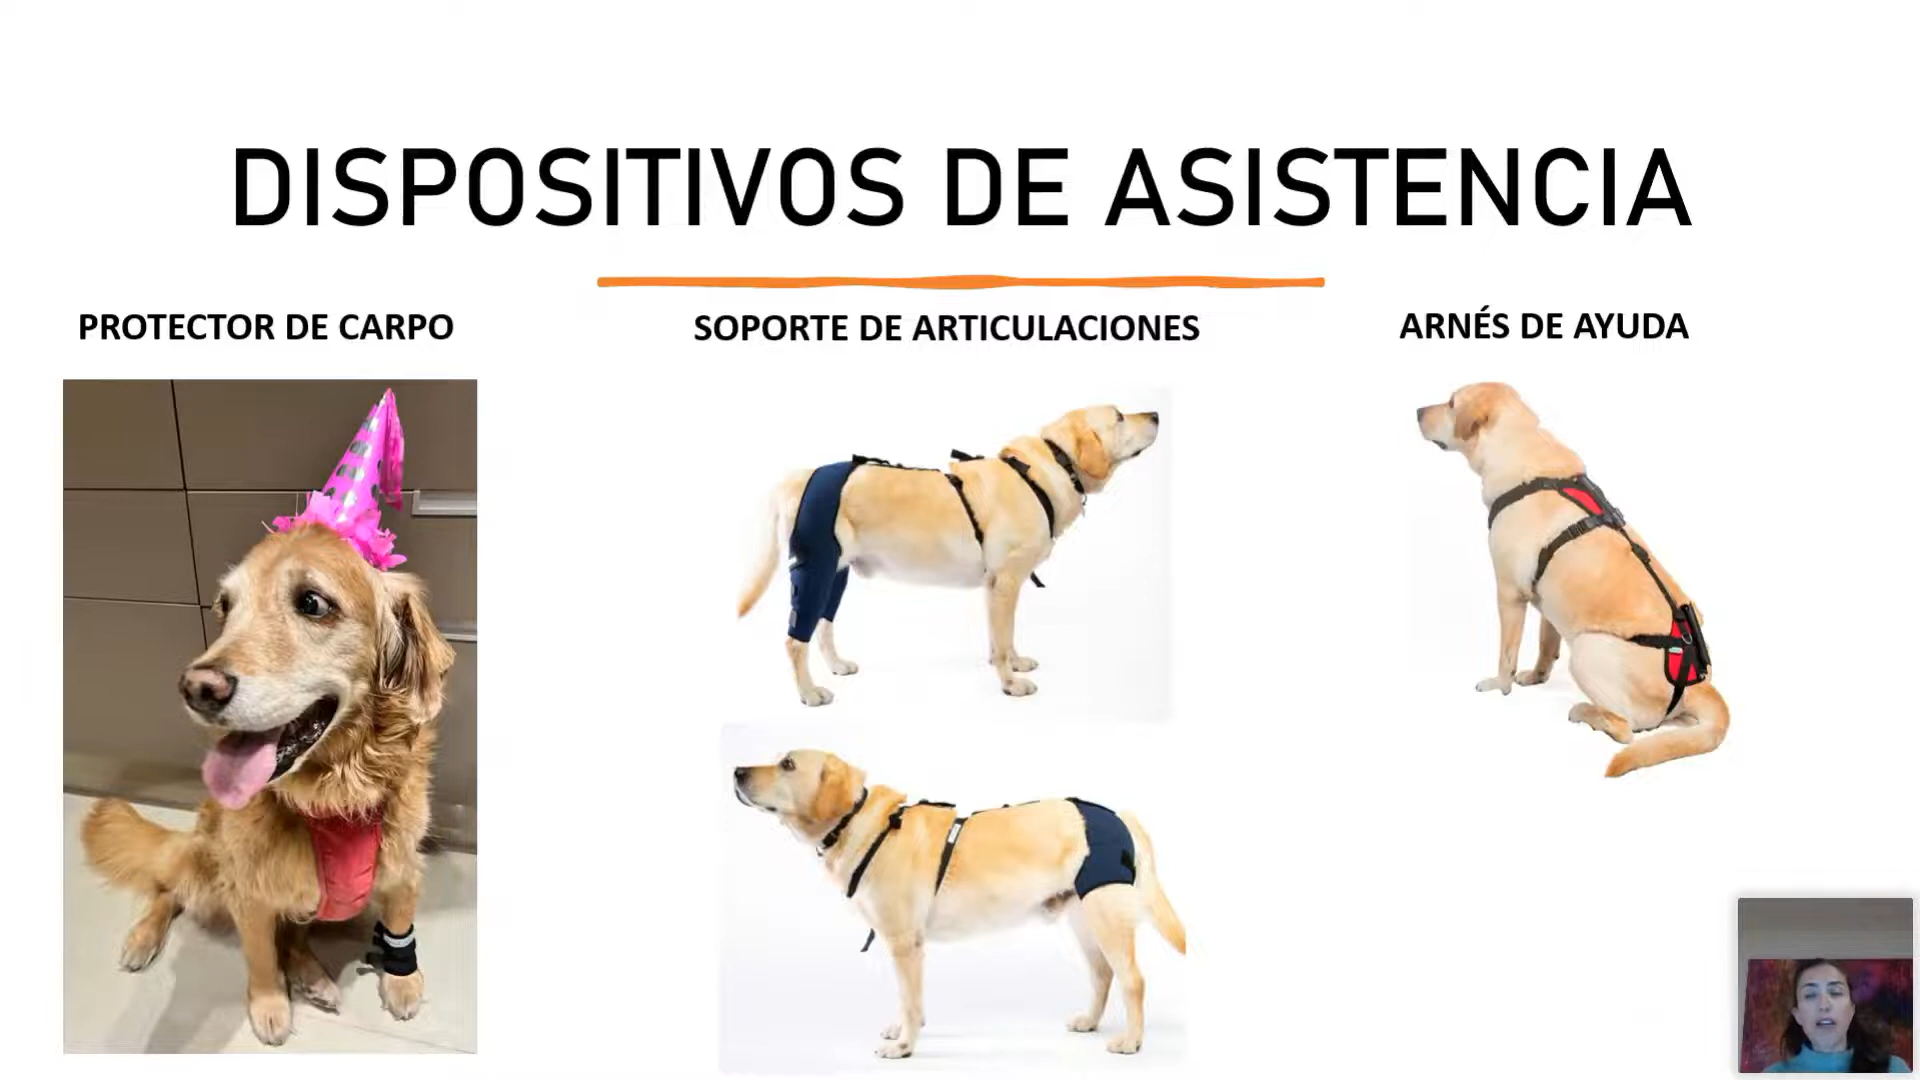 DISPOSITIVOS DE ASISTENCIA
PROTECTOR DE CARPO
SOPORTE DE ARTICULACIONES
ARNÉS DE AYUDA